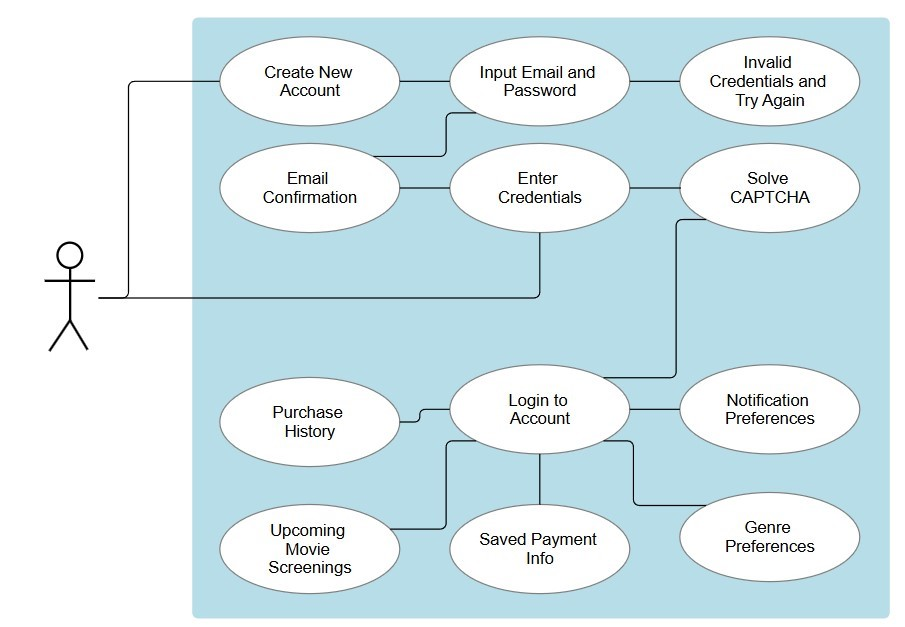 Create New
Account
Input Email and
Password
Invalid
Credentials and
Try Again
Email
Confirmation
Enter
Credentials
Solve
CAPTCHA
Purchase
History
Login to
Account
Notification
Preferences
Upcoming
Movie
Screenings
Saved Payment
Info
Genre
Preferences